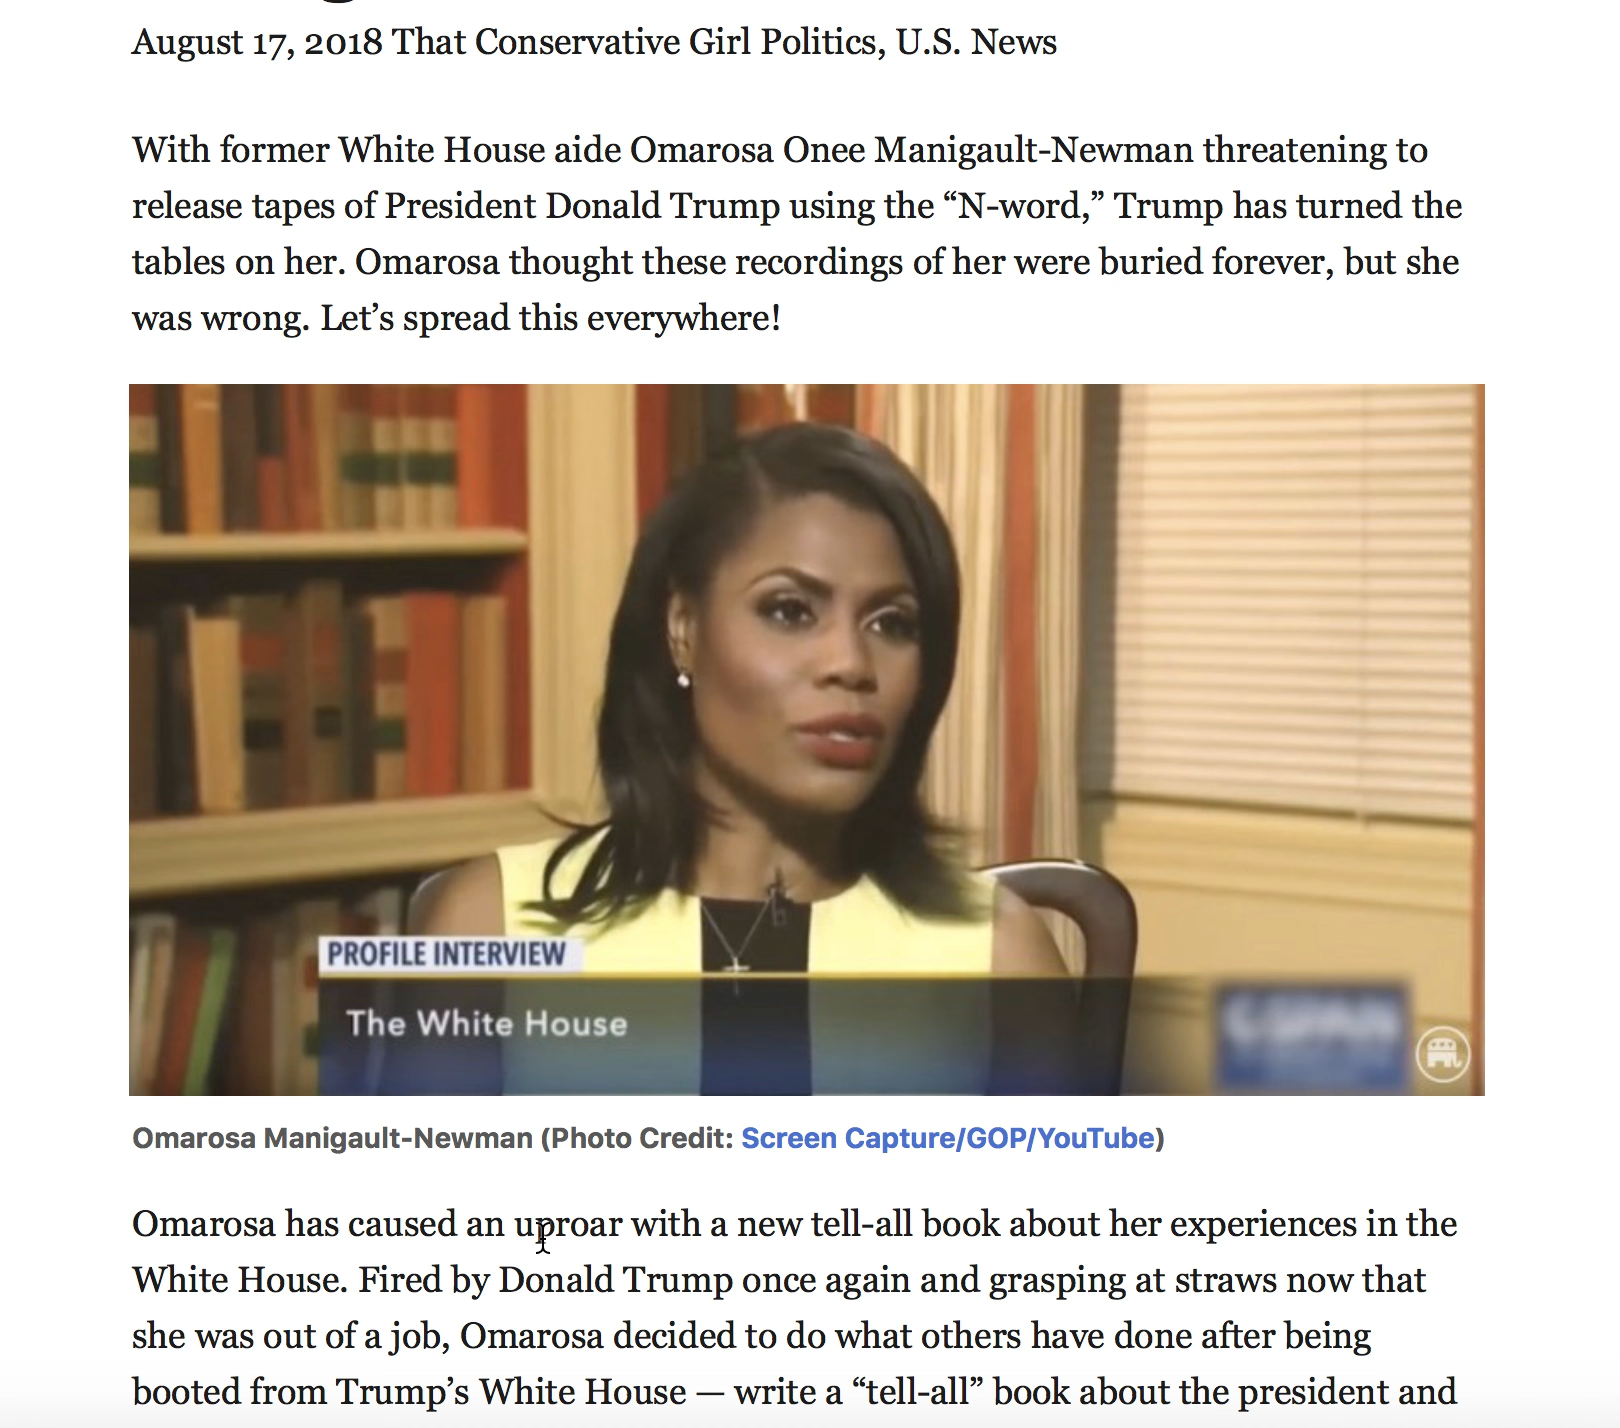 August 17, 2018 That Conservative Girl Politics, U.S. News
With former White House aide Omarosa Onee Manigault-Newman threatening to
release tapes of President Donald Trump using the “N-word,” Trump has turned the
tables on her. Omarosa thought these recordings of her were buried forever, but she
was wrong. Let’s spread this everywhere!
PROFILE INTERVIEW
The White House
Omarosa Manigault-Newman (Photo Credit: Screen Capture/GOP/YouTube)
Omarosa has caused an uproar with a new tell-all book about her experiences in the
White House. Fired by Donald Trump once again and grasping at straws now that
she was out of a job, Omarosa decided to do what others have done after being
booted from Trump’s White House — write a “tell-all” book about the president and